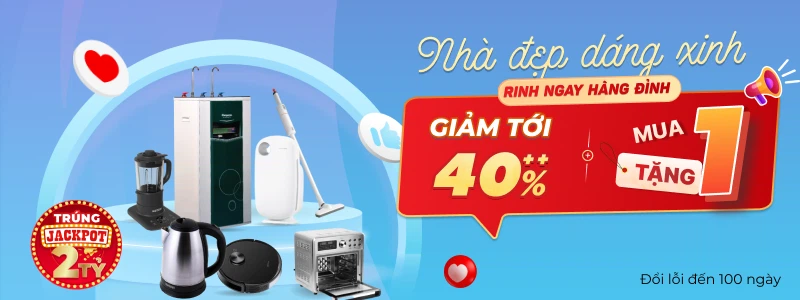 Nhà đẹp dáng xinh
RINH NGAY HÀNG ĐỈNH
GIẢM TỚI
40++%
MUA 1
TẶNG
TRÚNG
JACKPOT
2 TỶ
Đổi lỗi đến 100 ngày